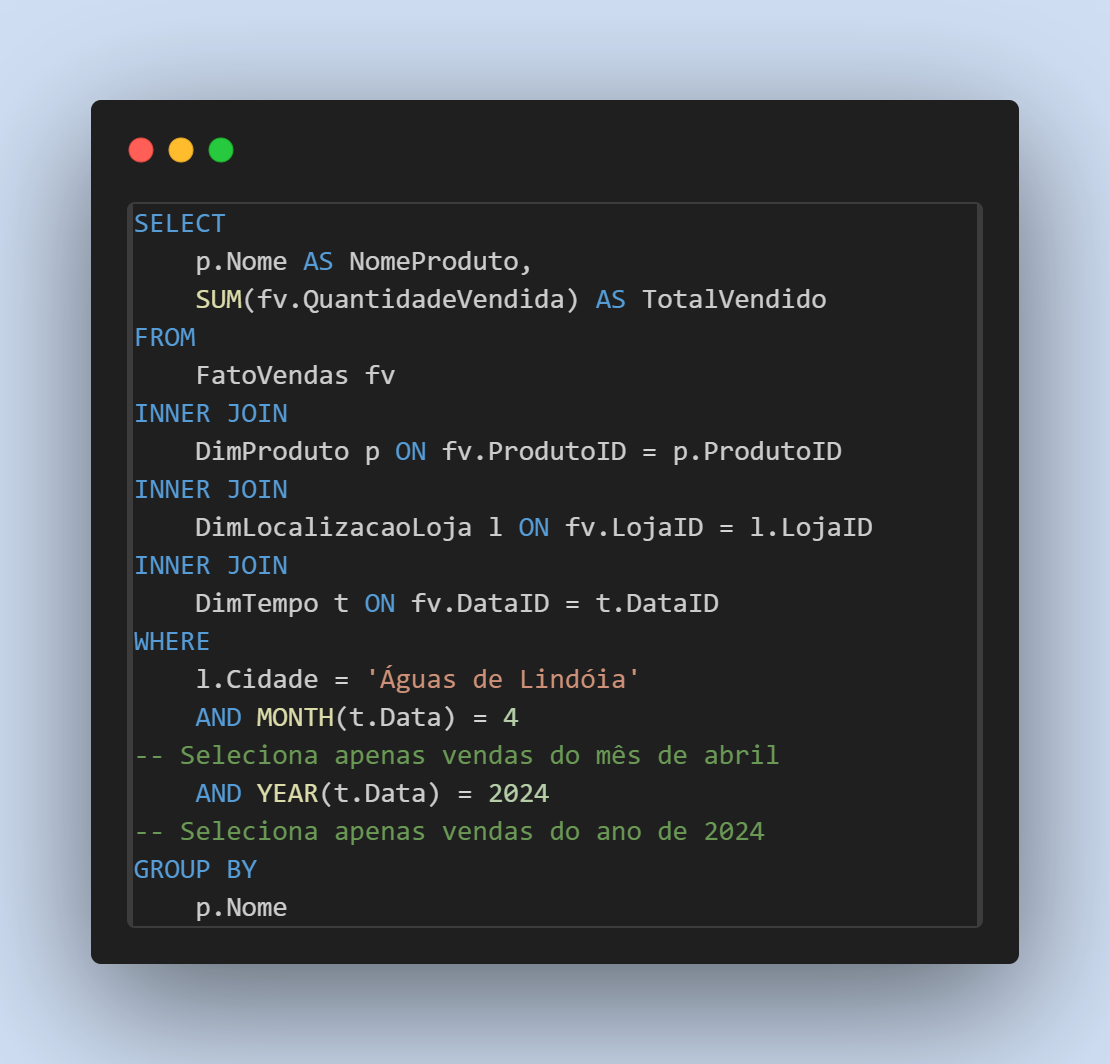 SELECT
    p.Nome AS NomeProduto,
    SUM(fv.QuantidadeVendida) AS TotalVendido
FROM
    FatoVendas fv
INNER JOIN
    DimProduto p ON fv.ProdutoID = p.ProdutoID
INNER JOIN
    DimLocalizacaoLoja l ON fv.LojaID = l.LojaID
INNER JOIN
    DimTempo t ON fv.DataID = t.DataID
WHERE
    l.Cidade = 'Águas de Lindóia'
    AND MONTH(t.Data) = 4
-- Seleciona apenas vendas do mês de abril
    AND YEAR(t.Data) = 2024
-- Seleciona apenas vendas do ano de 2024
GROUP BY
    p.Nome